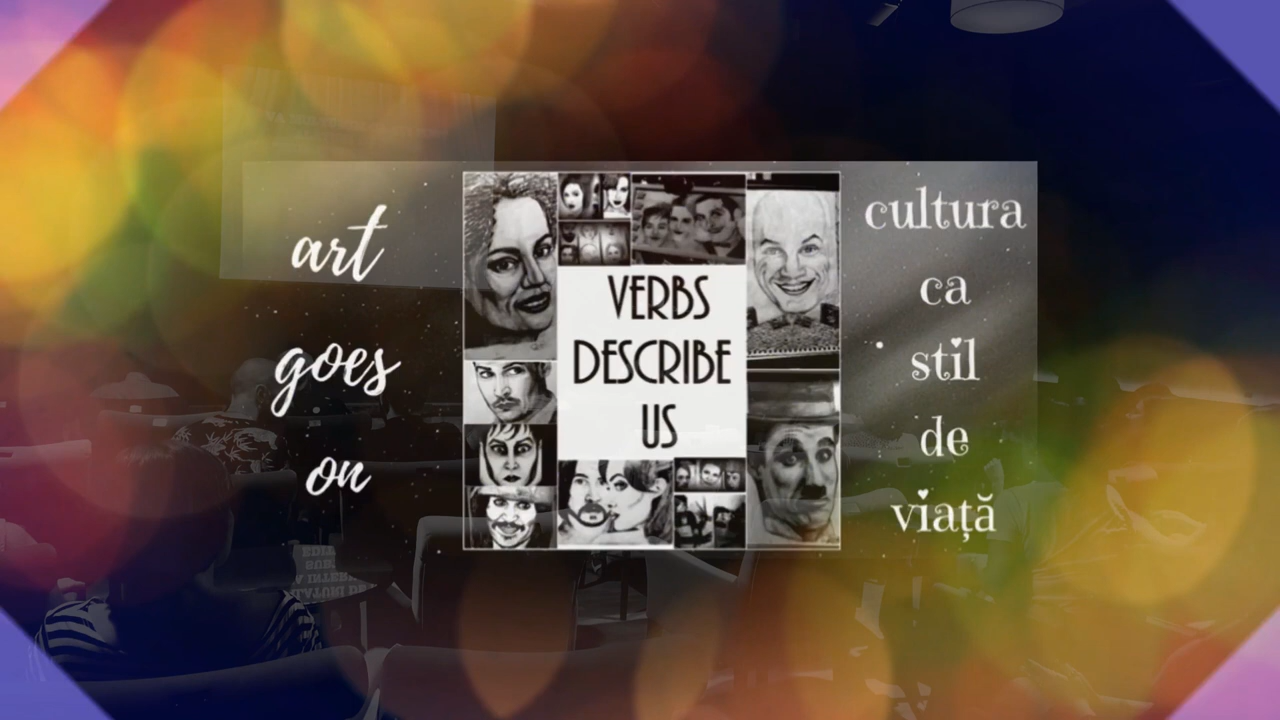 art
goes
on
VERBS
DESCRIBE
US
cultura
ca
stil
de
viață